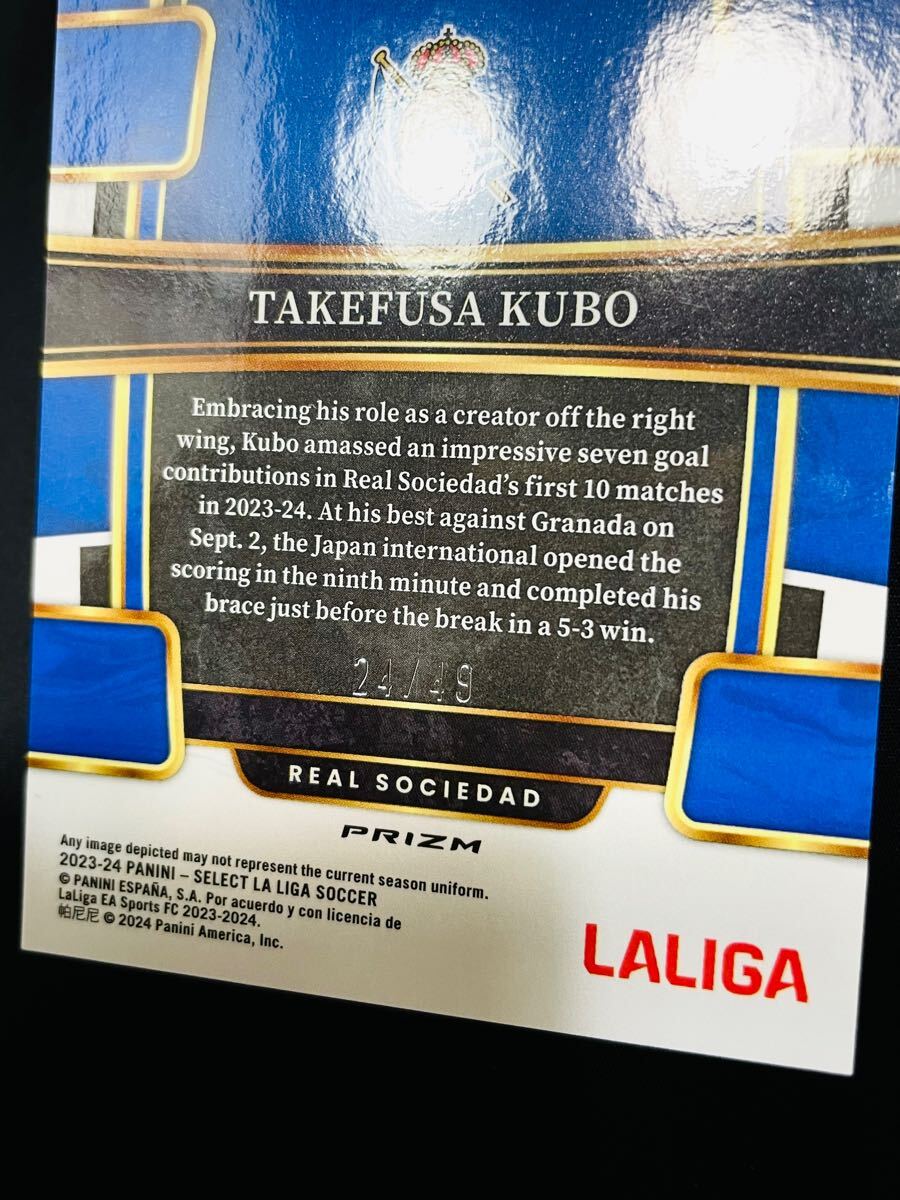 TAKEFUSA KUBO
Embracing his role as a creator off the right
wing, Kubo amassed an impressive seven goal
contributions in Real Sociedad's first 10 matches
in 2023-24. At his best against Granada on
Sept. 2, the Japan international opened the
scoring in the ninth minute and completed his
brace just before the break in a 5-3 win.
24/49
REAL SOCIEDAD
PRIZM
Any image depicted may not represent the current season uniform.
2023-24 PANINI – SELECT LA LIGA SOCCER
© PANINI ESPAÑA, S.A. Por acuerdo y con licencia de
LaLiga EA Sports FC 2023-2024.
帕尼尼 © 2024 Panini America, Inc.
LALIGA